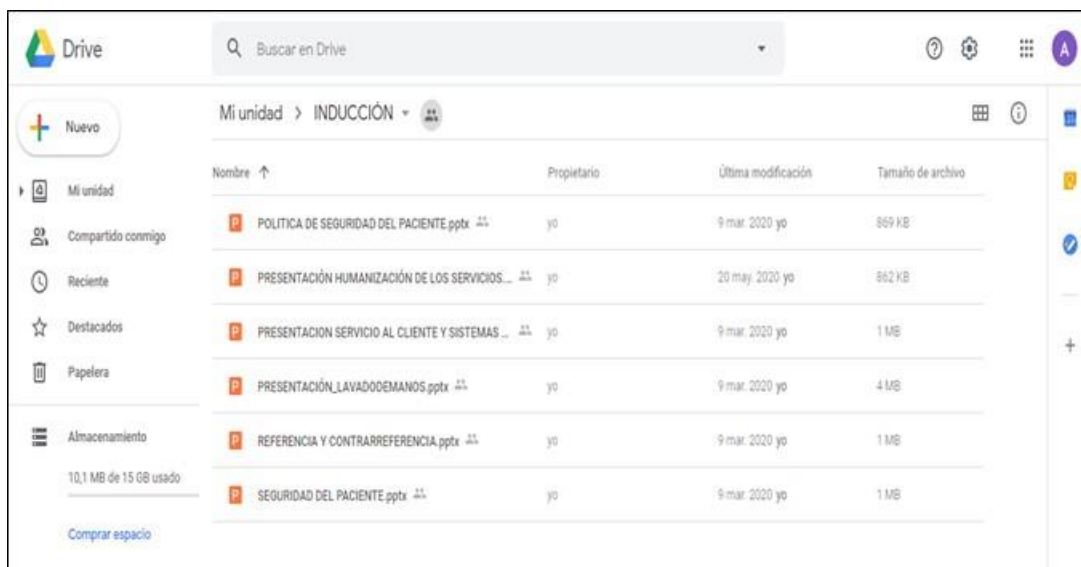 Drive
Buscar en Drive
A
Nuevo
Mi unidad > INDUCCIÓN
Mi unidad
Compartido conmigo
Reciente
Destacados
Papelera
Almacenamiento
10,1 MB de 15 GB usado
Comprar espacio
Nombre Propietario Última modificación Tamaño de archivo
POLITICA DE SEGURIDAD DEL PACIENTE.pptx yo 9 mar. 2020 yo 869 KB
PRESENTACIÓN HUMANIZACIÓN DE LOS SERVICIOS.... yo 20 may. 2020 yo 862 KB
PRESENTACION SERVICIO AL CLIENTE Y SISTEMAS ... yo 9 mar. 2020 yo 1 MB
PRESENTACIÓN_LAVADODEMANOS.pptx yo 9 mar. 2020 yo 4 MB
REFERENCIA Y CONTRARREFERENCIA.pptx yo 9 mar. 2020 yo 1 MB
SEGURIDAD DEL PACIENTE.pptx yo 9 mar. 2020 yo 1 MB